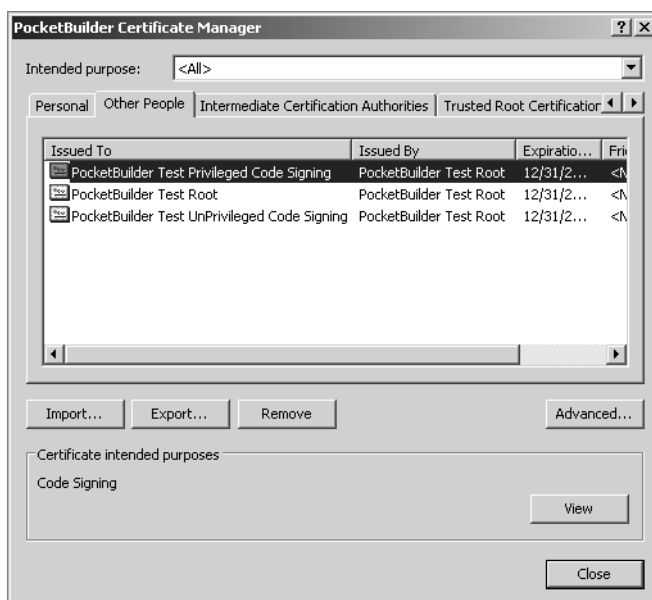 PocketBuilder Certificate Manager
Intended purpose: <All>
Personal Other People Intermediate Certification Authorities Trusted Root Certification
Issued To Issued By Expiratio... Frie
PocketBuilder Test Privileged Code Signing PocketBuilder Test Root 12/31/2... <N
PocketBuilder Test Root PocketBuilder Test Root 12/31/2... <N
PocketBuilder Test UnPrivileged Code Signing PocketBuilder Test Root 12/31/2... <N
Import... Export... Remove Advanced...
Certificate intended purposes
Code Signing
View
Close